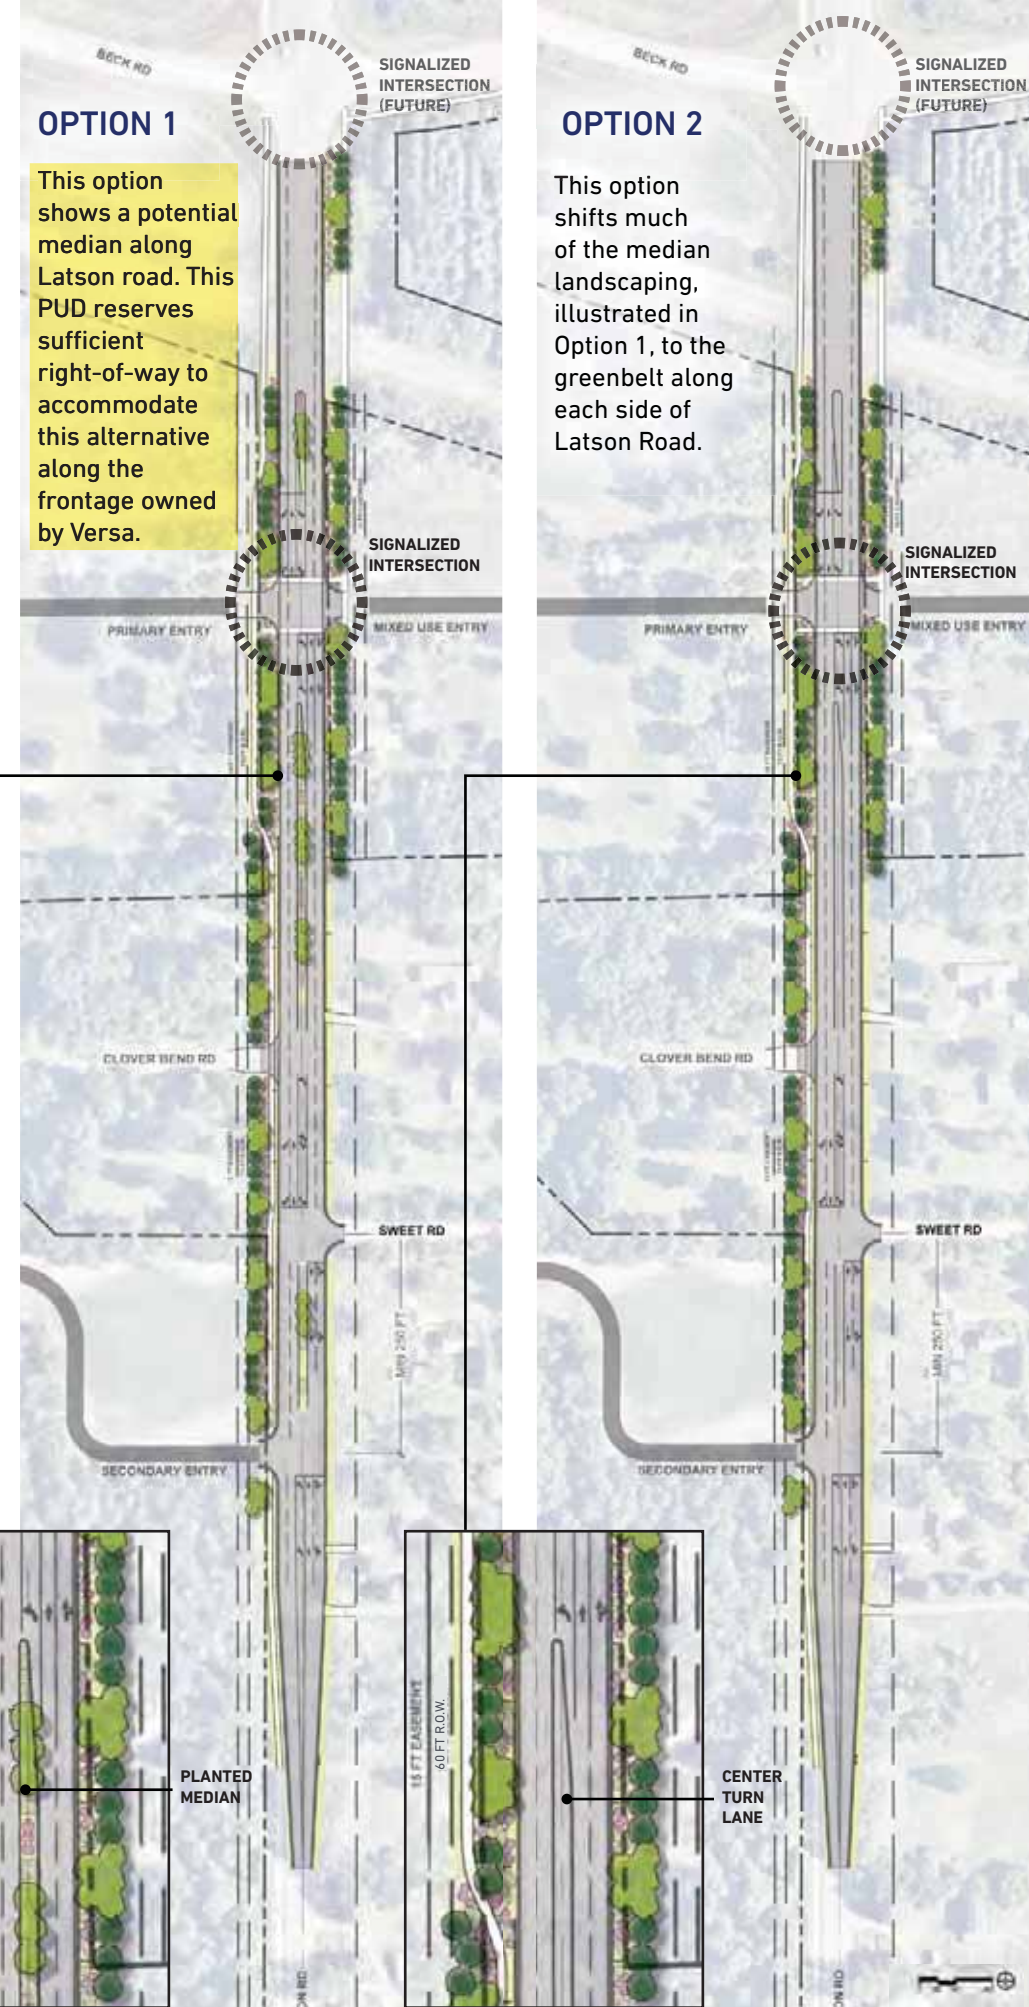 BECK RD
SIGNALIZED
INTERSECTION
(FUTURE)
OPTION 1
This option
shows a potential
median along
Latson road. This
PUD reserves
sufficient
right-of-way to
accommodate
this alternative
along the
frontage owned
by Versa.
SIGNALIZED
INTERSECTION
PRIMARY ENTRY
MIXED USE ENTRY
CLOVER BEND RD
SWEET RD
MIN 250 FT
SECONDARY ENTRY
PLANTED
MEDIAN
BECK RD
SIGNALIZED
INTERSECTION
(FUTURE)
OPTION 2
This option
shifts much
of the median
landscaping,
illustrated in
Option 1, to the
greenbelt along
each side of
Latson Road.
SIGNALIZED
INTERSECTION
PRIMARY ENTRY
MIXED USE ENTRY
CLOVER BEND RD
SWEET RD
MIN 250 FT
SECONDARY ENTRY
15 FT EASEMENT
60 FT R.O.W.
CENTER
TURN
LANE